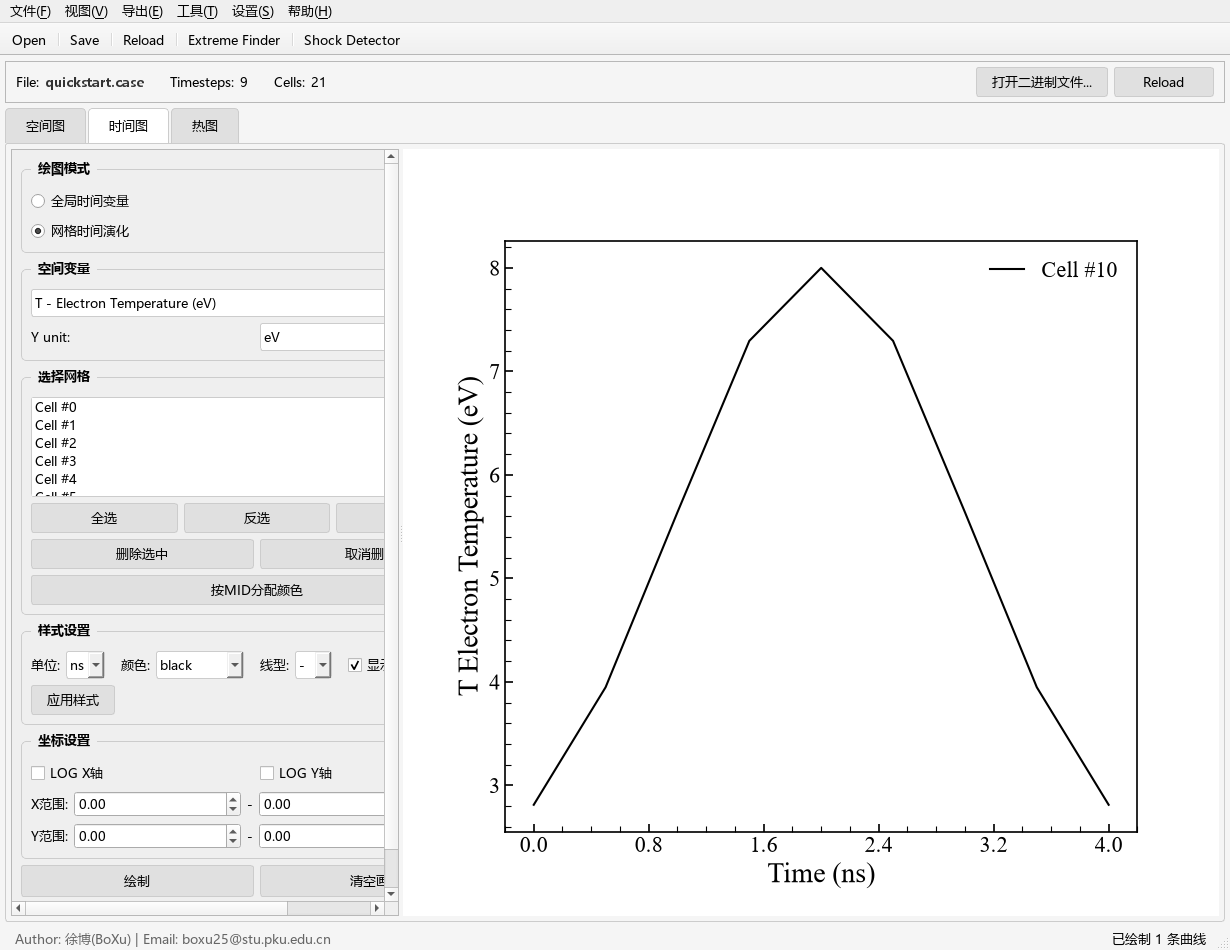 文件(F) 视图(V) 导出(E) 工具(T) 设置(S) 帮助(H)
Open Save Reload Extreme Finder Shock Detector
File: quickstart.case Timesteps: 9 Cells: 21 打开二进制文件... Reload
空间图 时间图 热图
绘图模式
全局时间变量
网格时间演化
空间变量
T - Electron Temperature (eV)
Y unit: eV
选择网格
Cell #0
Cell #1
Cell #2
Cell #3
Cell #4
全选 反选
删除选中 取消删
按MID分配颜色
样式设置
单位: ns 颜色: black 线型: - 显示
应用样式
坐标设置
LOG X轴 LOG Y轴
X范围: 0.00 - 0.00
Y范围: 0.00 - 0.00
绘制 清空画
Cell #10
8
7
6
5
4
3
T Electron Temperature (eV)
0.0 0.8 1.6 2.4 3.2 4.0
Time (ns)
Author: 徐博(BoXu) | Email: boxu25@stu.pku.edu.cn 已绘制 1 条曲线